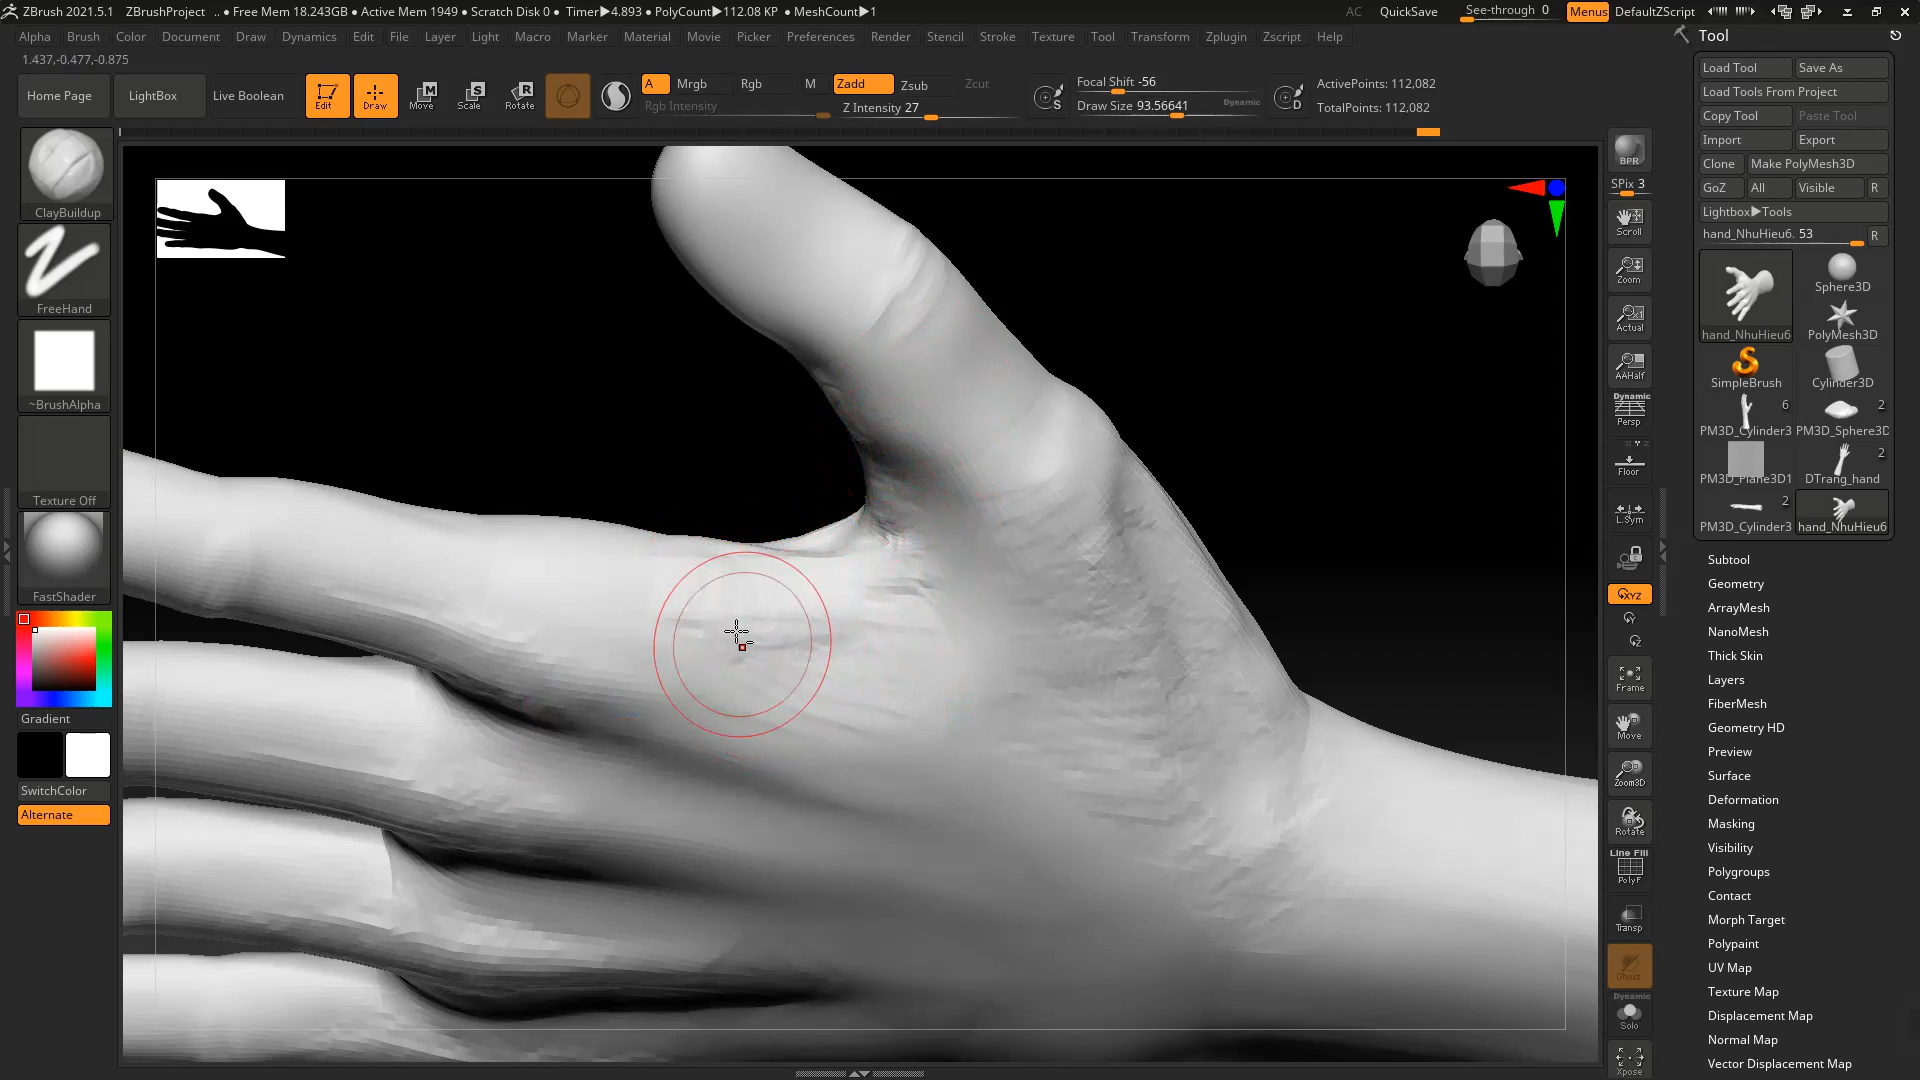 ZBrush 2021.5.1 ZBrushProject .. • Free Mem 18.243GB • Active Mem 1949 • Scratch Disk 0 • Timer▶4.893 • PolyCount▶112.08 KP • MeshCount▶1 AC QuickSave See-through 0 Menus DefaultZScript
Alpha Brush Color Document Draw Dynamics Edit File Layer Light Macro Marker Material Movie Picker Preferences Render Stencil Stroke Texture Tool Transform Zplugin Zscript Help
Tool
1.437,-0.477,-0.875
Home Page LightBox Live Boolean Edit Draw Move Scale Rotate
M S R
A Mrgb Rgb M Zadd Zsub Zcut
Rgb Intensity Z Intensity 27
S Focal Shift -56
Draw Size 93.56641 Dynamic D
ActivePoints: 112,082
TotalPoints: 112,082
ClayBuildup
FreeHand
~BrushAlpha
Texture Off
FastShader
Gradient
SwitchColor
Alternate
BPR
SPix 3
Scroll
Zoom
Actual
AAHalf
Dynamic
Persp
Floor
L.Sym
XYZ
Y
Z
Frame
Move
Zoom3D
Rotate
Line Fill
PolyF
Transp
Ghost
Dynamic
Solo
Xpose
Load Tool Save As
Load Tools From Project
Copy Tool Paste Tool
Import Export
Clone Make PolyMesh3D
GoZ All Visible R
Lightbox▶Tools
hand_NhuHieu6. 53 R
hand_NhuHieu6 Sphere3D
PolyMesh3D
SimpleBrush Cylinder3D
6 2
PM3D_Cylinder3 PM3D_Sphere3D
2
PM3D_Plane3D1 DTrang_hand
2
PM3D_Cylinder3 hand_NhuHieu6
Subtool
Geometry
ArrayMesh
NanoMesh
Thick Skin
Layers
FiberMesh
Geometry HD
Preview
Surface
Deformation
Masking
Visibility
Polygroups
Contact
Morph Target
Polypaint
UV Map
Texture Map
Displacement Map
Normal Map
Vector Displacement Map